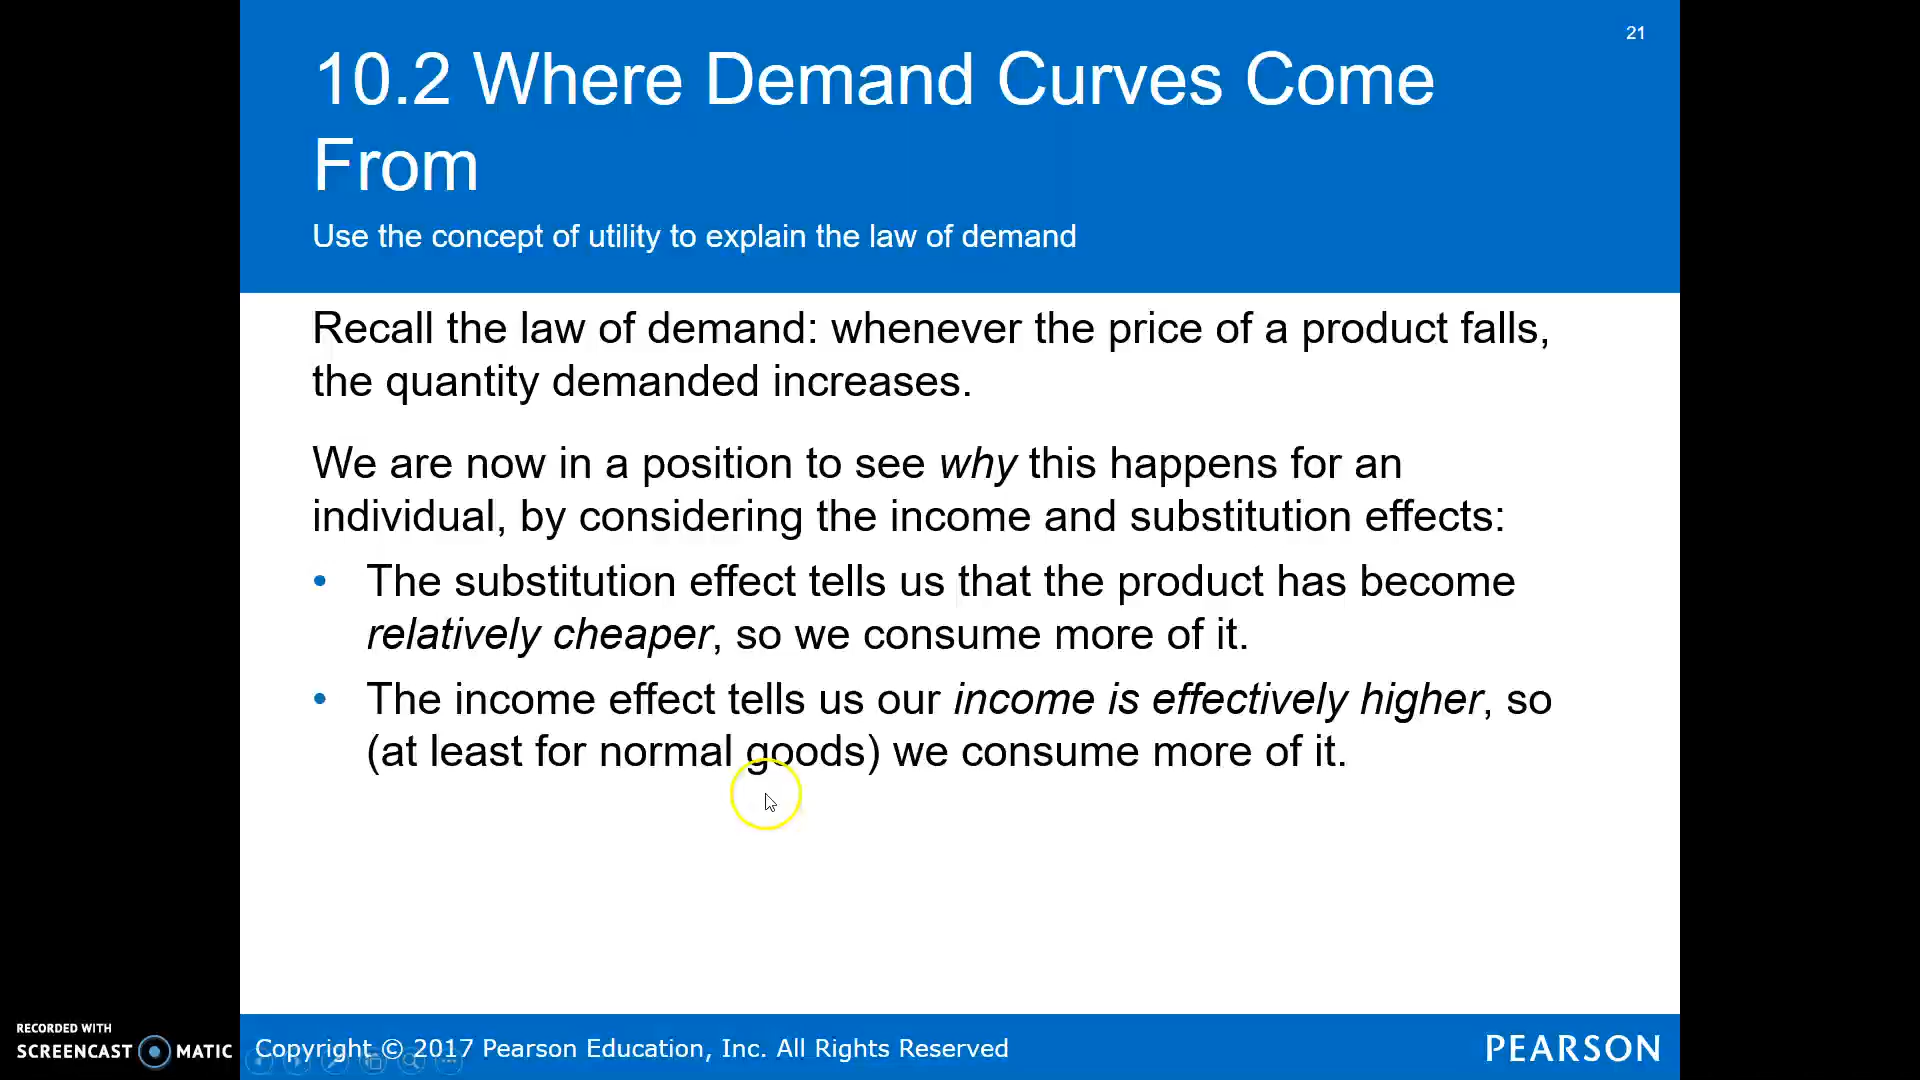 21
10.2 Where Demand Curves Come
From
Use the concept of utility to explain the law of demand
Recall the law of demand: whenever the price of a product falls,
the quantity demanded increases.
We are now in a position to see why this happens for an
individual, by considering the income and substitution effects:
• The substitution effect tells us that the product has become
relatively cheaper, so we consume more of it.
• The income effect tells us our income is effectively higher, so
(at least for normal goods) we consume more of it.
RECORDED WITH
SCREENCAST MATIC
Copyright © 2017 Pearson Education, Inc. All Rights Reserved
PEARSON